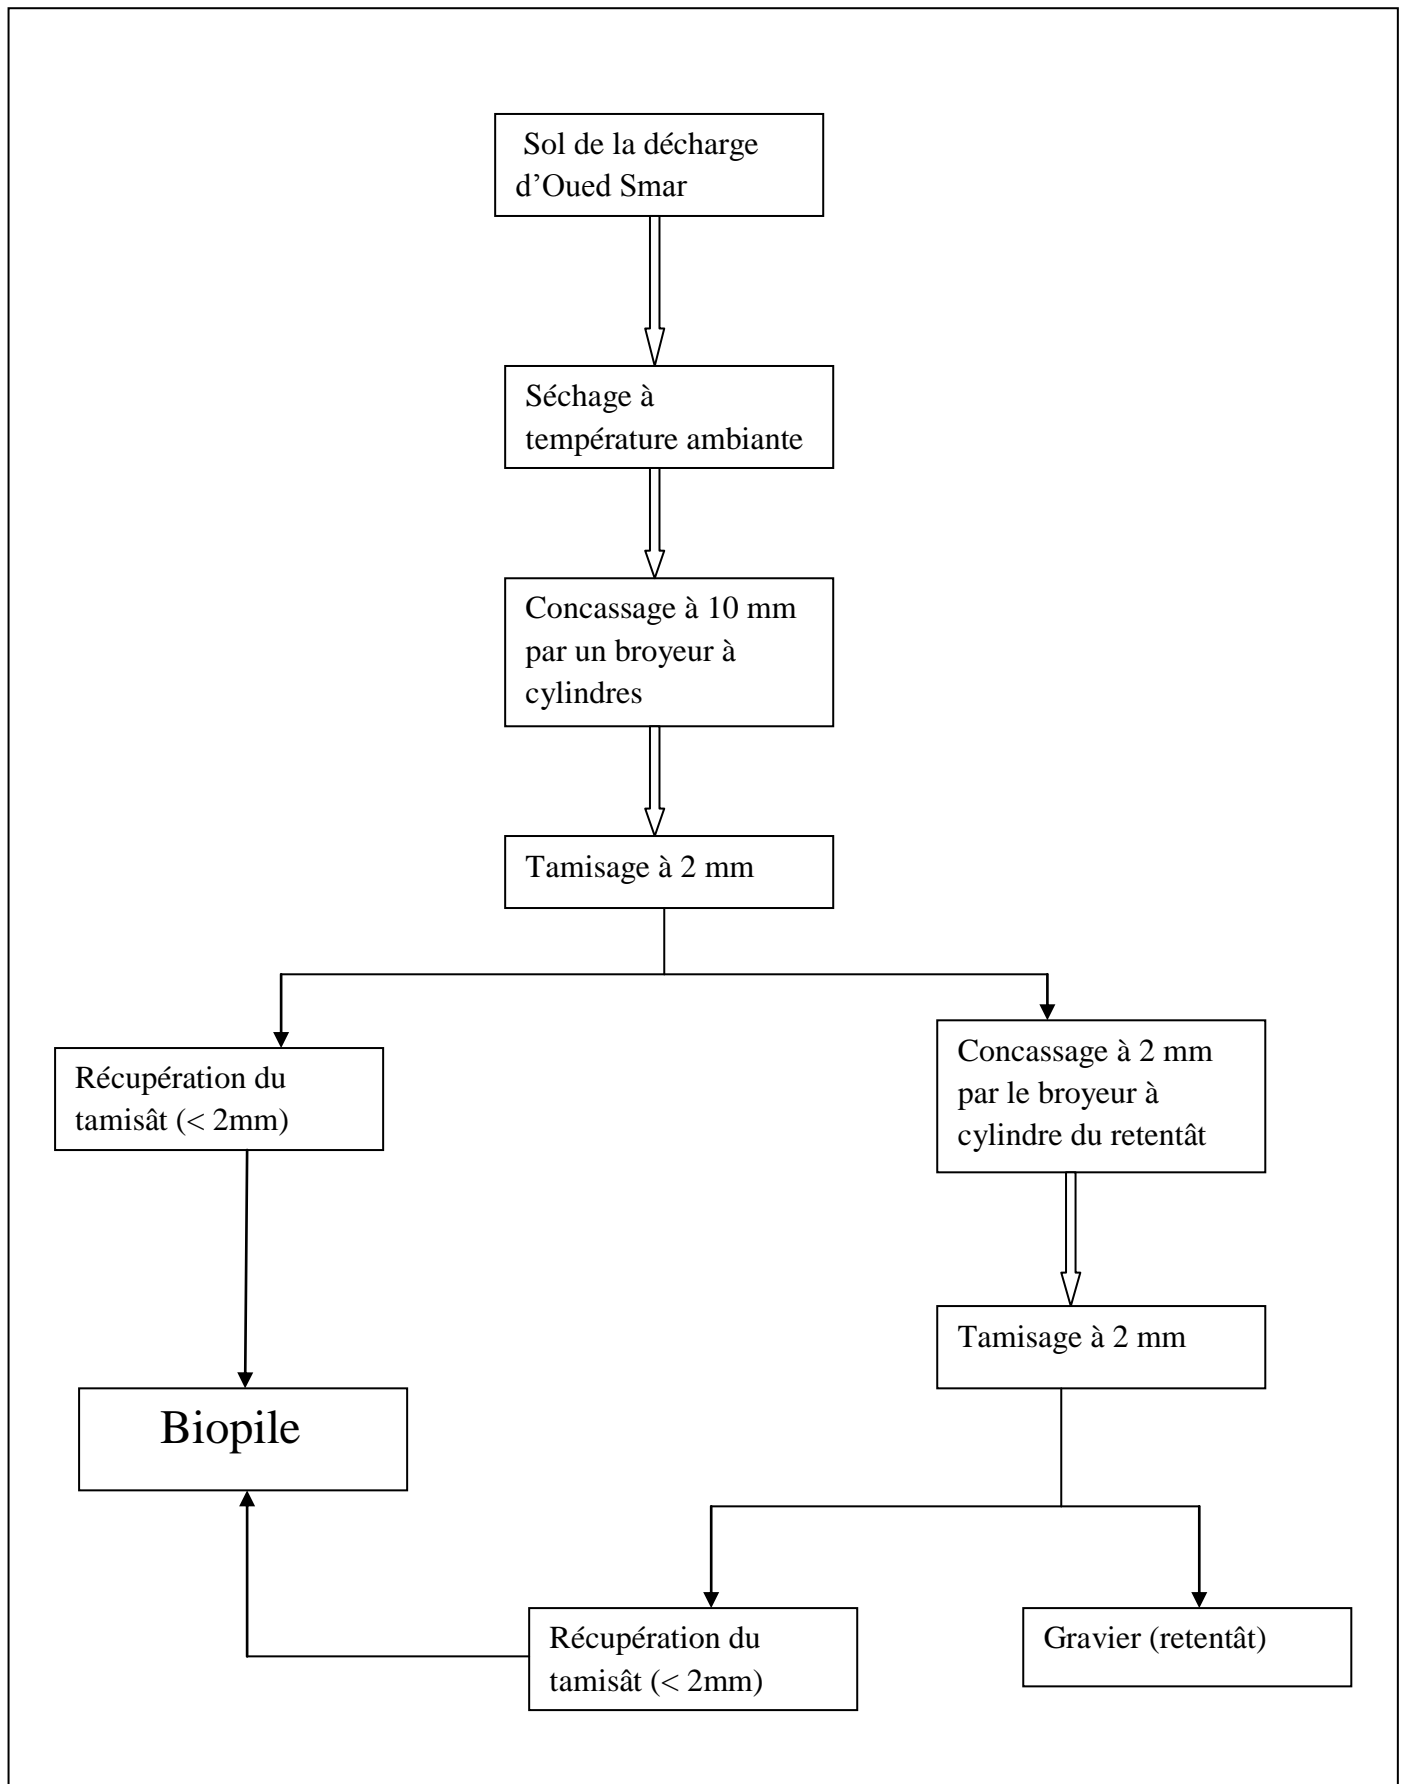 Sol de la décharge
d’Oued Smar
Séchage à
température ambiante
Concassage à 10 mm
par un broyeur à
cylindres
Tamisage à 2 mm
Récupération du
tamisât (< 2mm)
Concassage à 2 mm
par le broyeur à
cylindre du retentât
Tamisage à 2 mm
Biopile
Récupération du
tamisât (< 2mm)
Gravier (retentât)